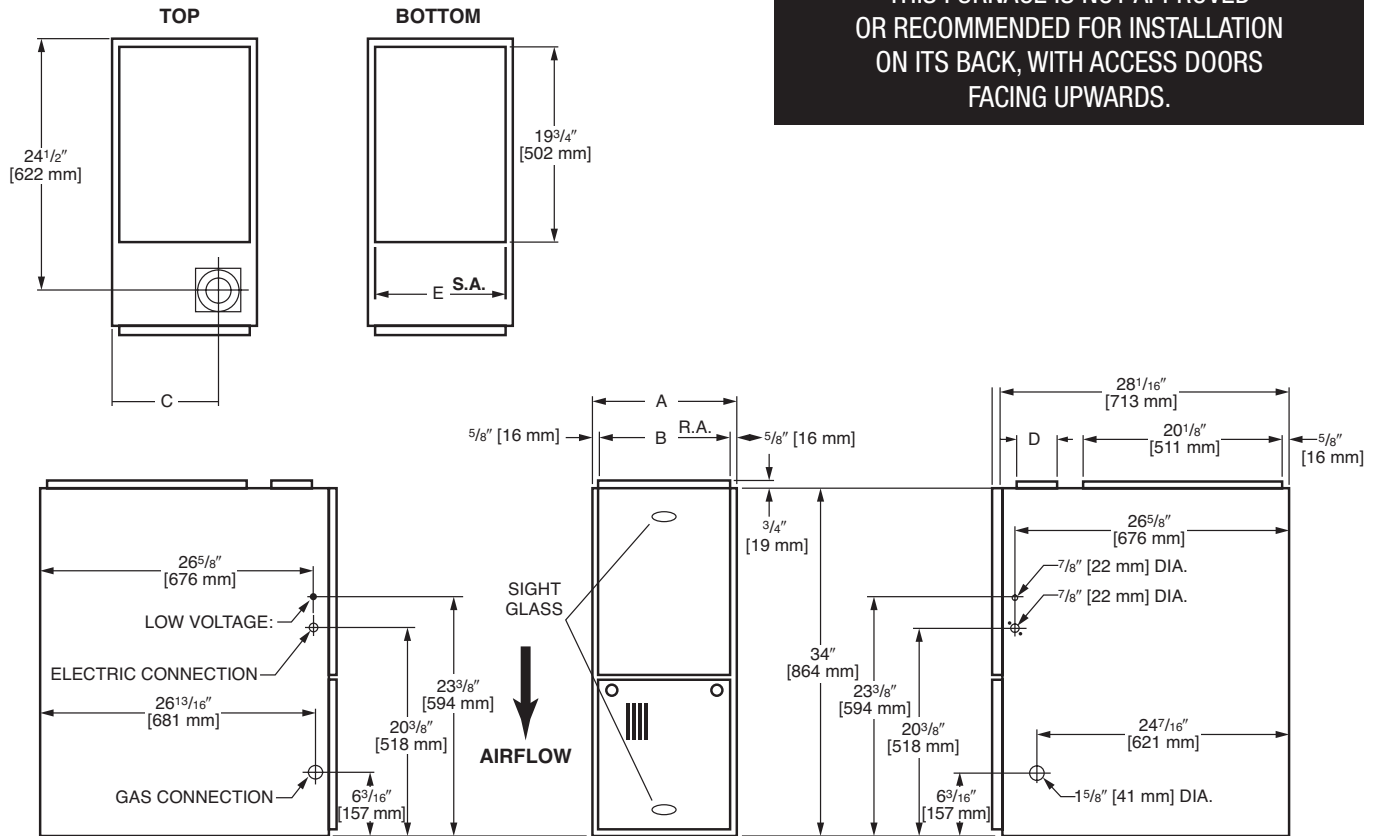 THIS FURNACE IS NOT APPROVED
OR RECOMMENDED FOR INSTALLATION
ON ITS BACK, WITH ACCESS DOORS
FACING UPWARDS.
TOP
BOTTOM
24 1/2"
[622 mm]
19 3/4"
[502 mm]
E S.A.
C
A
5/8" [16 mm]
B R.A.
5/8" [16 mm]
3/4"
[19 mm]
28 1/16"
[713 mm]
D
20 1/8"
[511 mm]
5/8"
[16 mm]
26 5/8"
[676 mm]
LOW VOLTAGE:
ELECTRIC CONNECTION
26 13/16"
[681 mm]
GAS CONNECTION
23 3/8"
[594 mm]
20 3/8"
[518 mm]
6 3/16"
[157 mm]
SIGHT
GLASS
AIRFLOW
34"
[864 mm]
26 5/8"
[676 mm]
7/8" [22 mm] DIA.
7/8" [22 mm] DIA.
23 3/8"
[594 mm]
20 3/8"
[518 mm]
24 7/16"
[621 mm]
6 3/16"
[157 mm]
1 5/8" [41 mm] DIA.